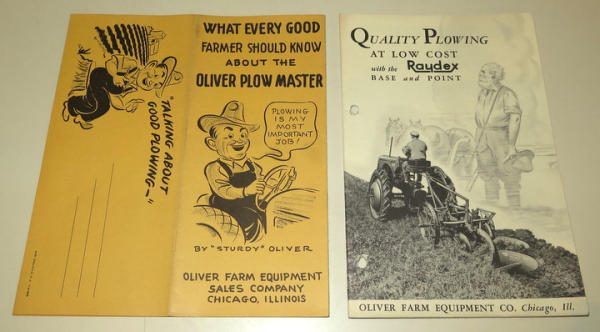 "TALKING ABOUT
GOOD PLOWING—"
WHAT EVERY GOOD
FARMER SHOULD KNOW
ABOUT THE
OLIVER PLOW MASTER
PLOWING
IS MY
MOST
IMPORTANT
JOB!
BY "STURDY" OLIVER
OLIVER FARM EQUIPMENT
SALES COMPANY
CHICAGO, ILLINOIS
QUALITY PLOWING
AT LOW COST
with the Raydex
BASE and POINT
OLIVER FARM EQUIPMENT CO. Chicago, Ill.